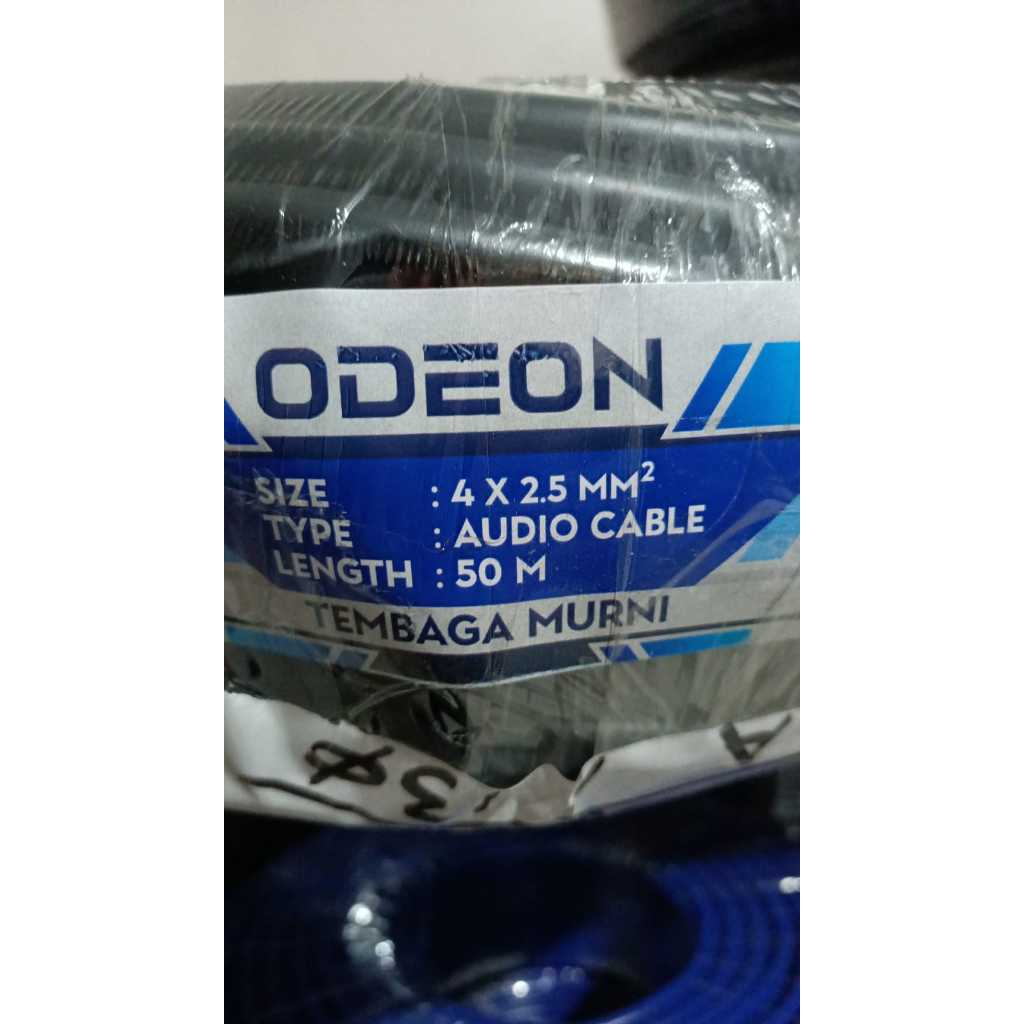 ODEON
SIZE : 4 X 2.5 MM²
TYPE : AUDIO CABLE
LENGTH : 50 M
TEMBAGA MURNI